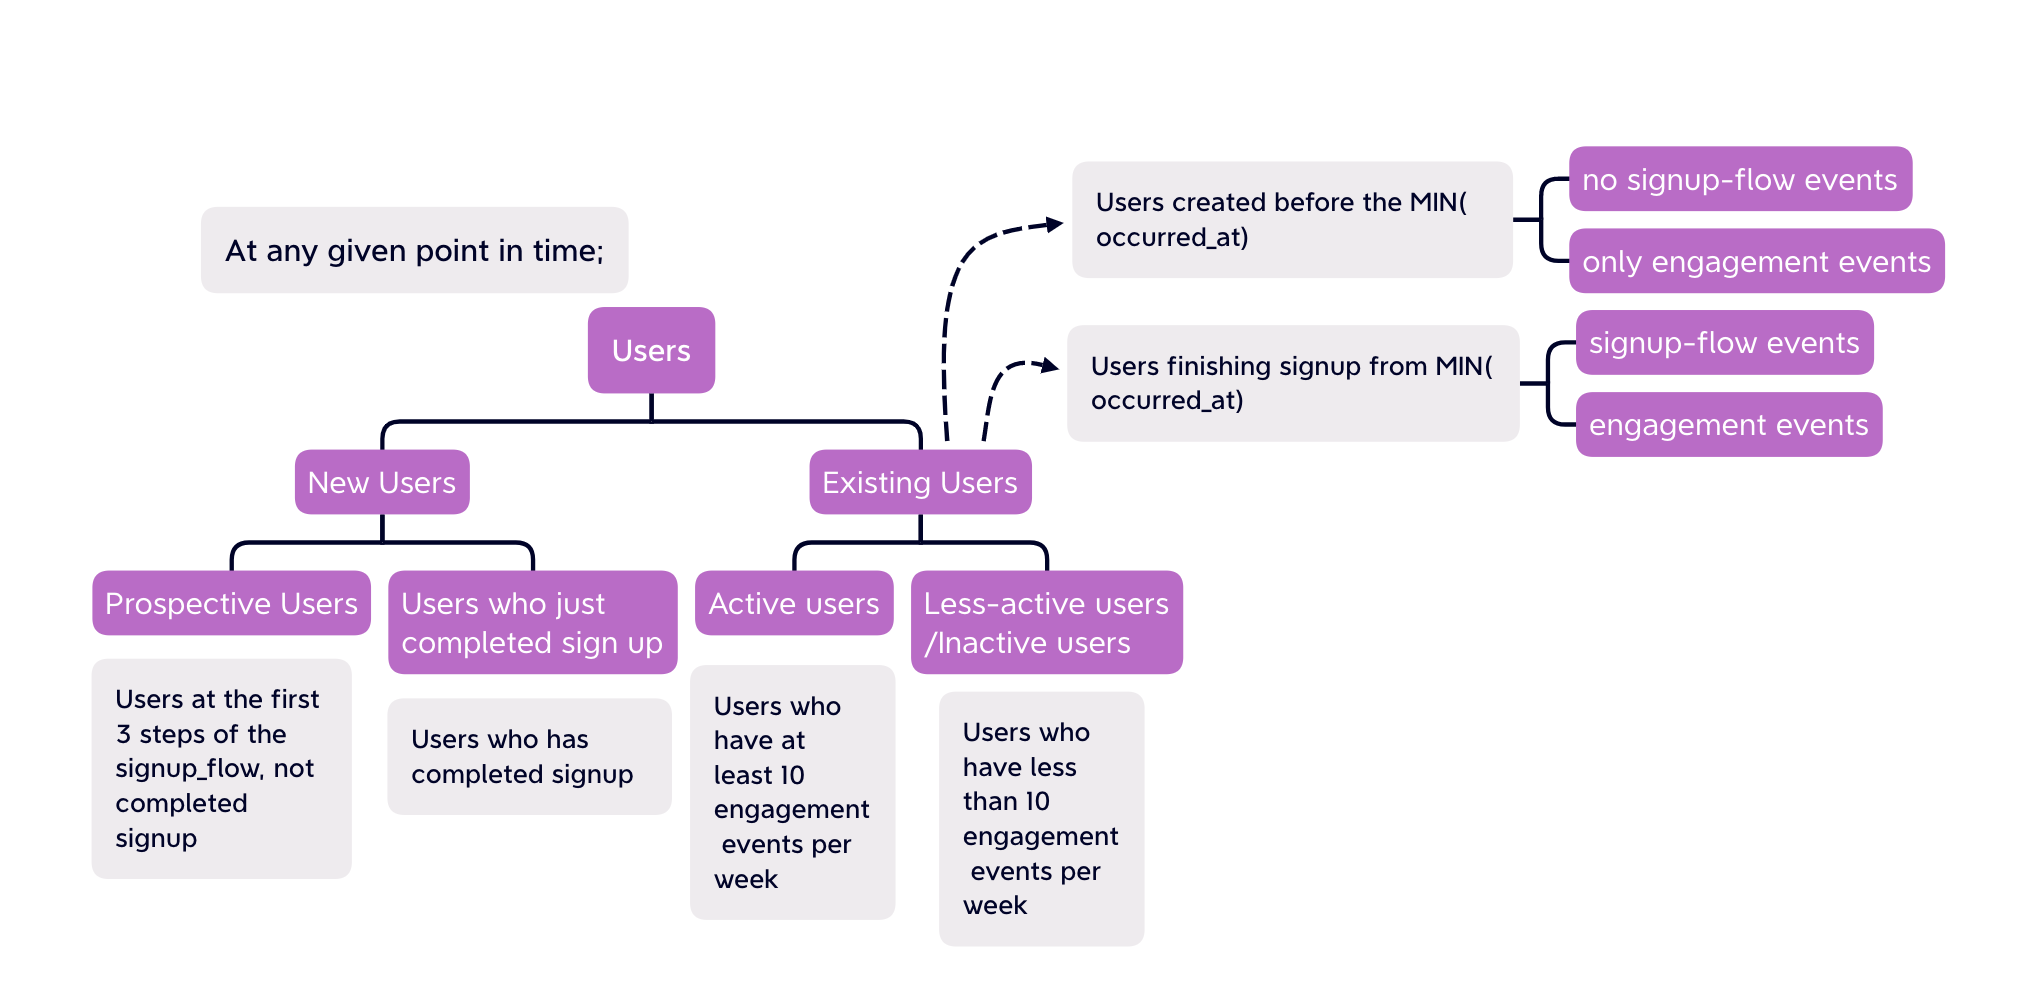 At any given point in time;
Users
New Users
Existing Users
Prospective Users
Users who just
completed sign up
Active users
Less-active users
/Inactive users
Users at the first
3 steps of the
signup_flow, not
completed
signup
Users who has
completed signup
Users who
have at
least 10
engagement
events per
week
Users who
have less
than 10
engagement
events per
week
Users created before the MIN(
occurred_at)
no signup-flow events
only engagement events
Users finishing signup from MIN(
occurred_at)
signup-flow events
engagement events